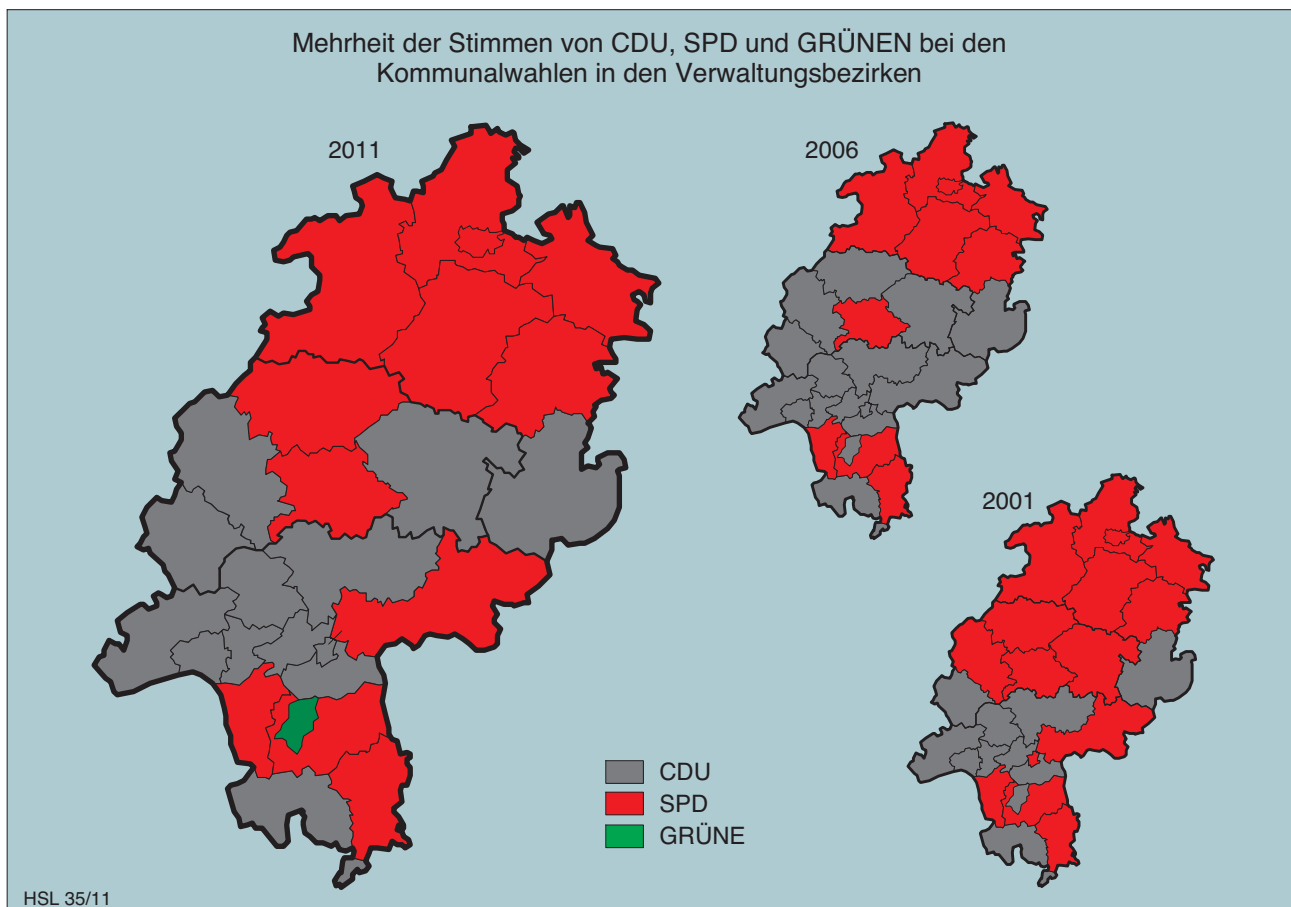 Mehrheit der Stimmen von CDU, SPD und GRÜNEN bei den
Kommunalwahlen in den Verwaltungsbezirken
2011
2006
2001
CDU
SPD
GRÜNE
HSL 35/11